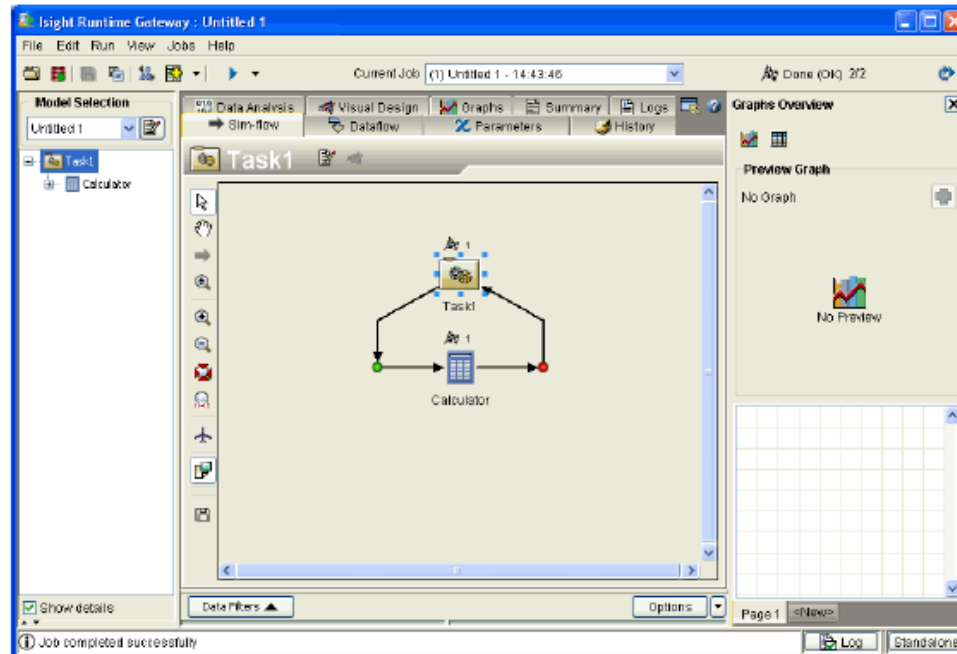 Isight Runtime Gateway : Untitled 1
File Edit Run View Jobs Help
Current Job (1) Untitled 1 - 14:43:46
Done (OK) 2/2
Model Selection
Untitled 1
Task1
Calculator
Data Analysis Visual Design Graphs Summary Logs
Sim-flow Dataflow Parameters History
Task1
1
Task1
1
Calculator
Graphs Overview
Preview Graph
No Graph
No Preview
Show details
Data Filters
Options
Page 1 <New>
Job completed successfully
Log
Standalone